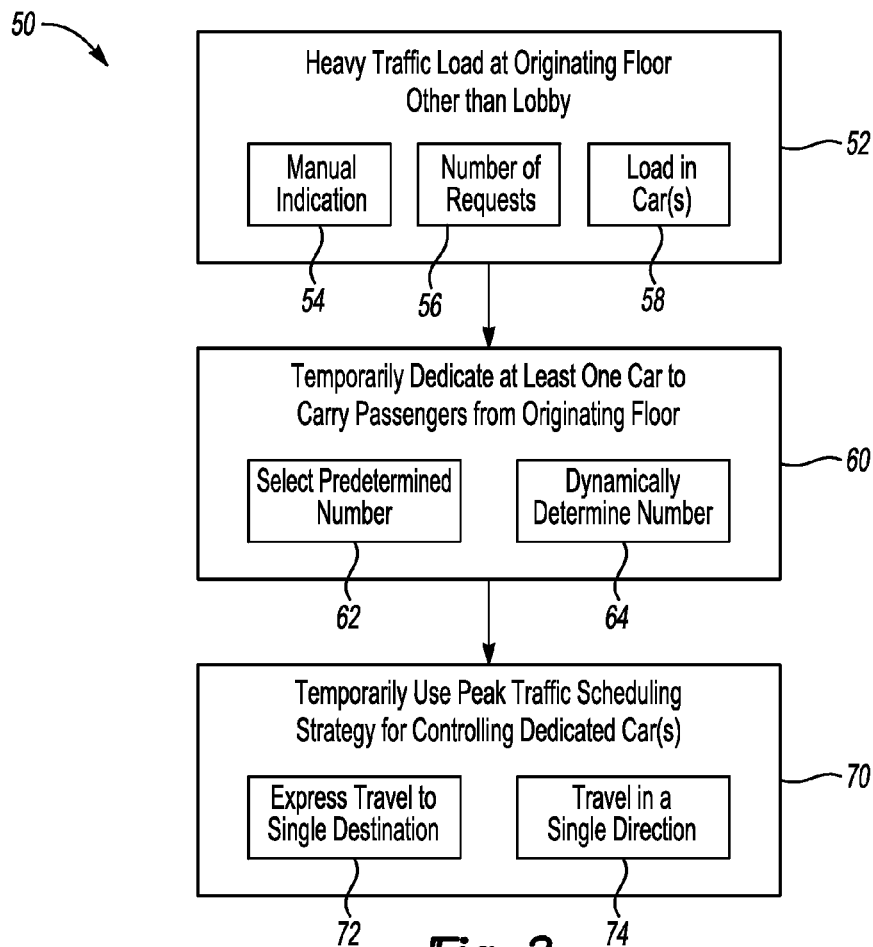 50
Heavy Traffic Load at Originating Floor
Other than Lobby
52
Manual
Indication
Number of
Requests
Load in
Car(s)
54
56
58
Temporarily Dedicate at Least One Car to
Carry Passengers from Originating Floor
60
Select Predetermined
Number
Dynamically
Determine Number
62
64
Temporarily Use Peak Traffic Scheduling
Strategy for Controlling Dedicated Car(s)
70
Express Travel to
Single Destination
Travel in a
Single Direction
72
74